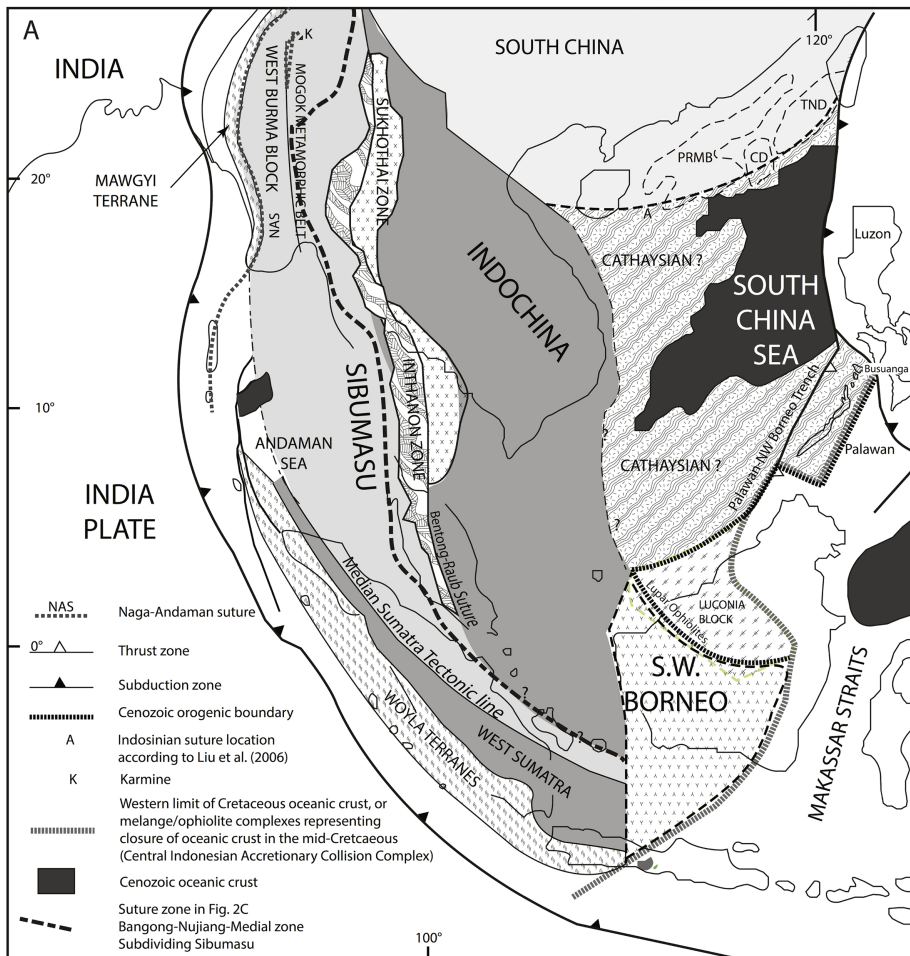 A
INDIA
SOUTH CHINA
120°
K
WEST BURMA BLOCK
MOGOK METAMORPHIC BELT
NAS
SUKHOTHAI ZONE
TND
PRMB
CD
A
MAWGYI
TERRANE
20°
INDOCHINA
CATHAYSIAN ?
SOUTH
CHINA
SEA
Luzon
Busuanga
SIBUMASU
INTHANON ZONE
10°
ANDAMAN
SEA
?
CATHAYSIAN ?
Palawan-NW Borneo Trench
Palawan
INDIA
PLATE
Bentong-Raub Suture
?
Median Sumatra Tectonic line
Lupar Ophiolites
LUCONIA
BLOCK
S.W.
BORNEO
?
?
WEST SUMATRA
WOYLA TERRANES
MAKASSAR STRAITS
NAS
Naga-Andaman suture
0°
Thrust zone
Subduction zone
Cenozoic orogenic boundary
A
Indosinian suture location
according to Liu et al. (2006)
K
Karmine
Western limit of Cretaceous oceanic crust, or
melange/ophiolite complexes representing
closure of oceanic crust in the mid-Cretcaeous
(Central Indonesian Accretionary Collision Complex)
Cenozoic oceanic crust
Suture zone in Fig. 2C
Bangong-Nujiang-Medial zone
Subdividing Sibumasu
100°